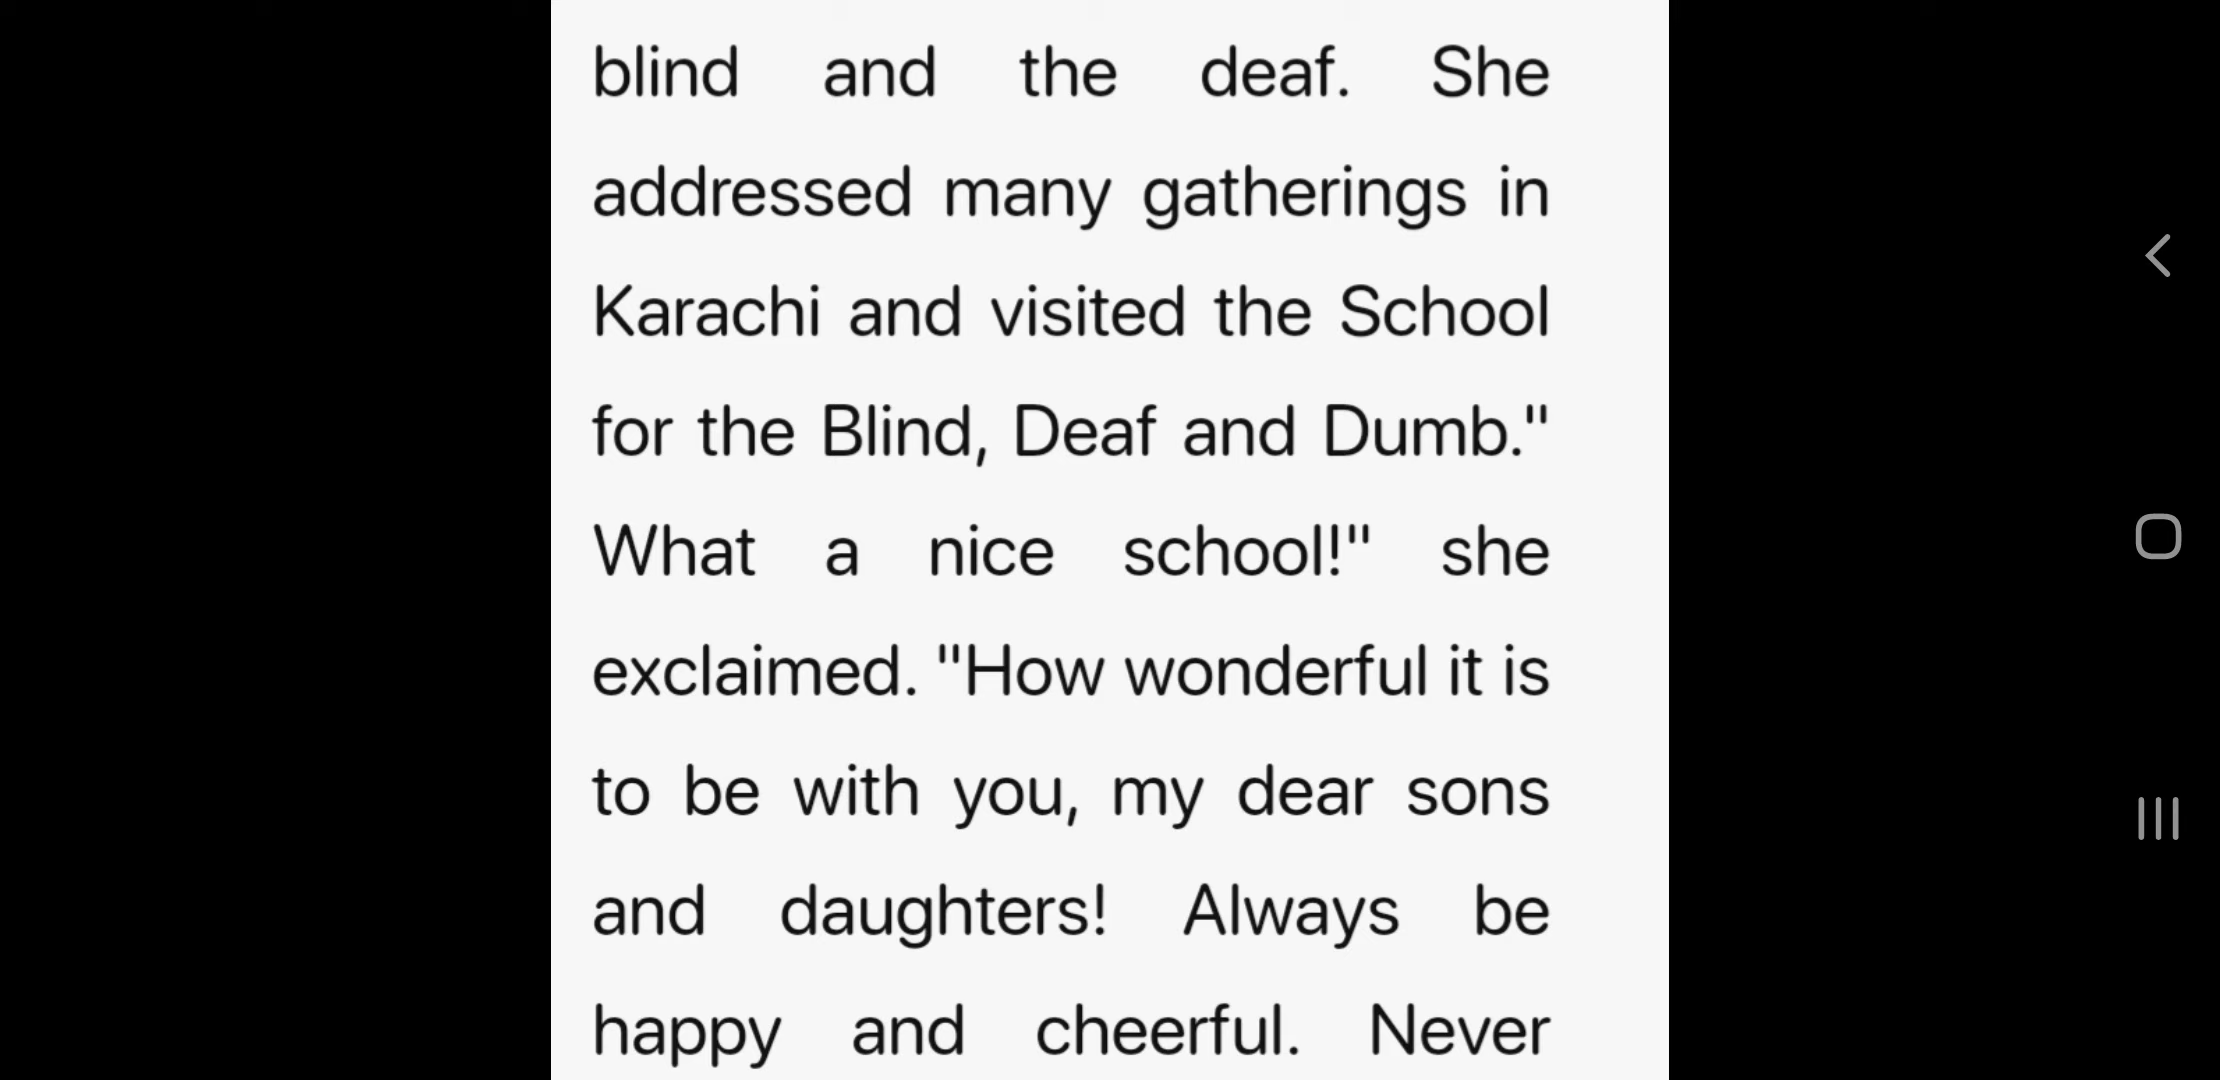 blind and the deaf. She
addressed many gatherings in
Karachi and visited the School
for the Blind, Deaf and Dumb."
What a nice school!" she
exclaimed. "How wonderful it is
to be with you, my dear sons
and daughters! Always be
happy and cheerful. Never